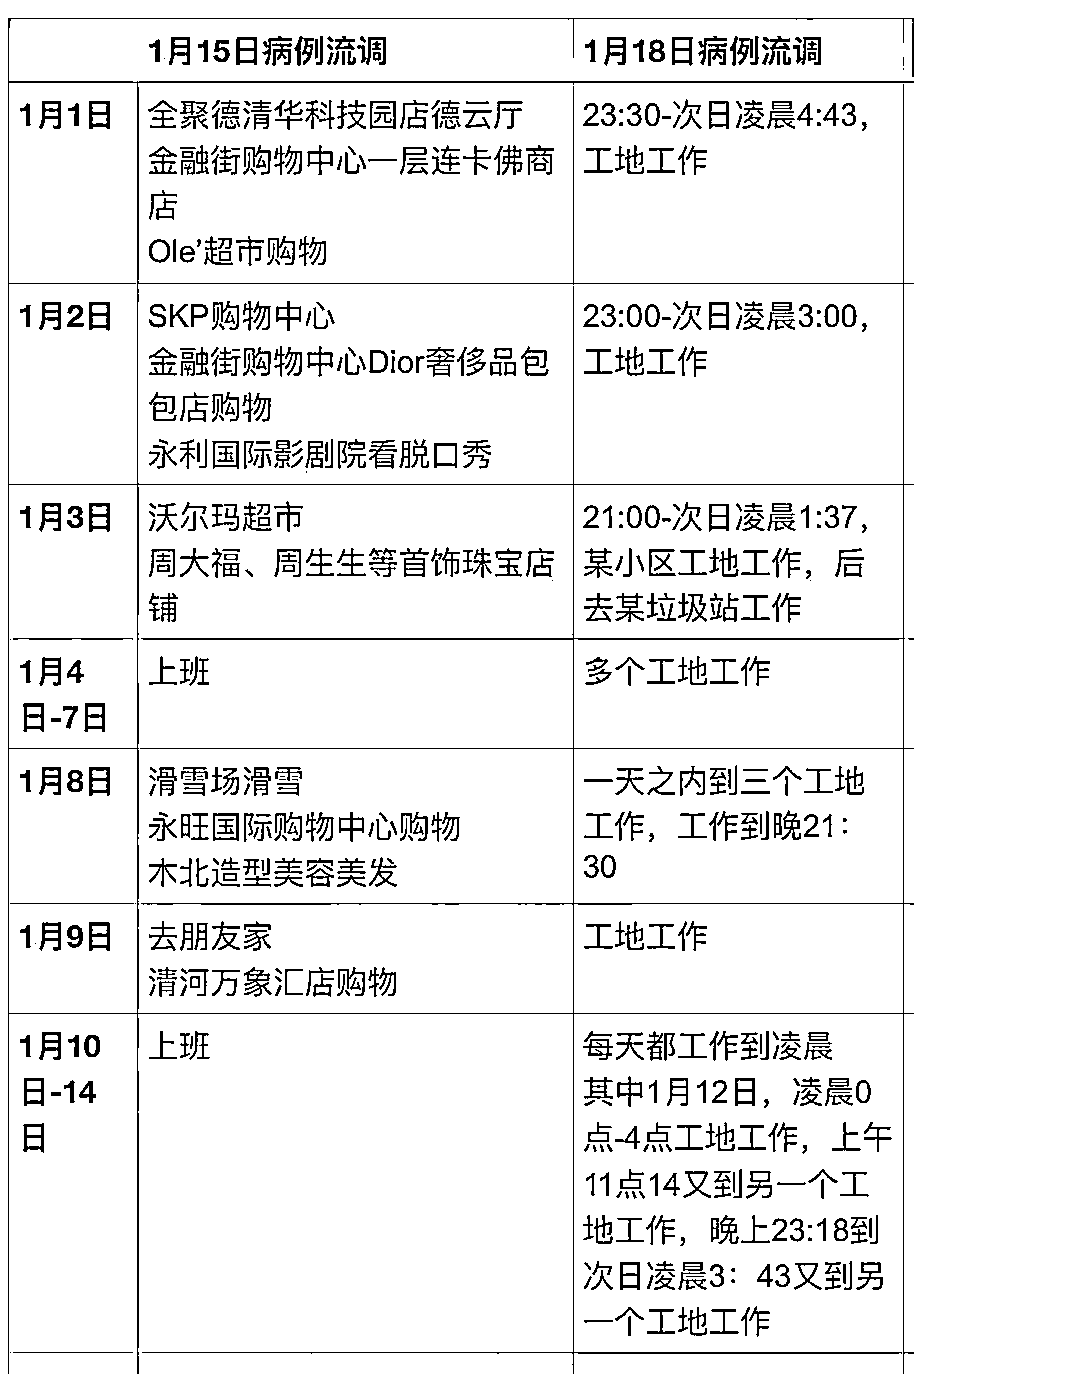 1月15日病例流调
1月18日病例流调
1月1日
全聚德清华科技园店德云厅
金融街购物中心一层连卡佛商
店
Ole’超市购物
23:30-次日凌晨4:43，
工地工作
1月2日
SKP购物中心
金融街购物中心Dior奢侈品包
包店购物
永利国际影剧院看脱口秀
23:00-次日凌晨3:00，
工地工作
1月3日
沃尔玛超市
周大福、周生生等首饰珠宝店
铺
21:00-次日凌晨1:37，
某小区工地工作，后
去某垃圾站工作
1月4
日-7日
上班
多个工地工作
1月8日
滑雪场滑雪
永旺国际购物中心购物
木北造型美容美发
一天之内到三个工地
工作，工作到晚21：
30
1月9日
去朋友家
清河万象汇店购物
工地工作
1月10
日-14
日
上班
每天都工作到凌晨
其中1月12日，凌晨0
点-4点工地工作，上午
11点14又到另一个工
地工作，晚上23:18到
次日凌晨3：43又到另
一个工地工作